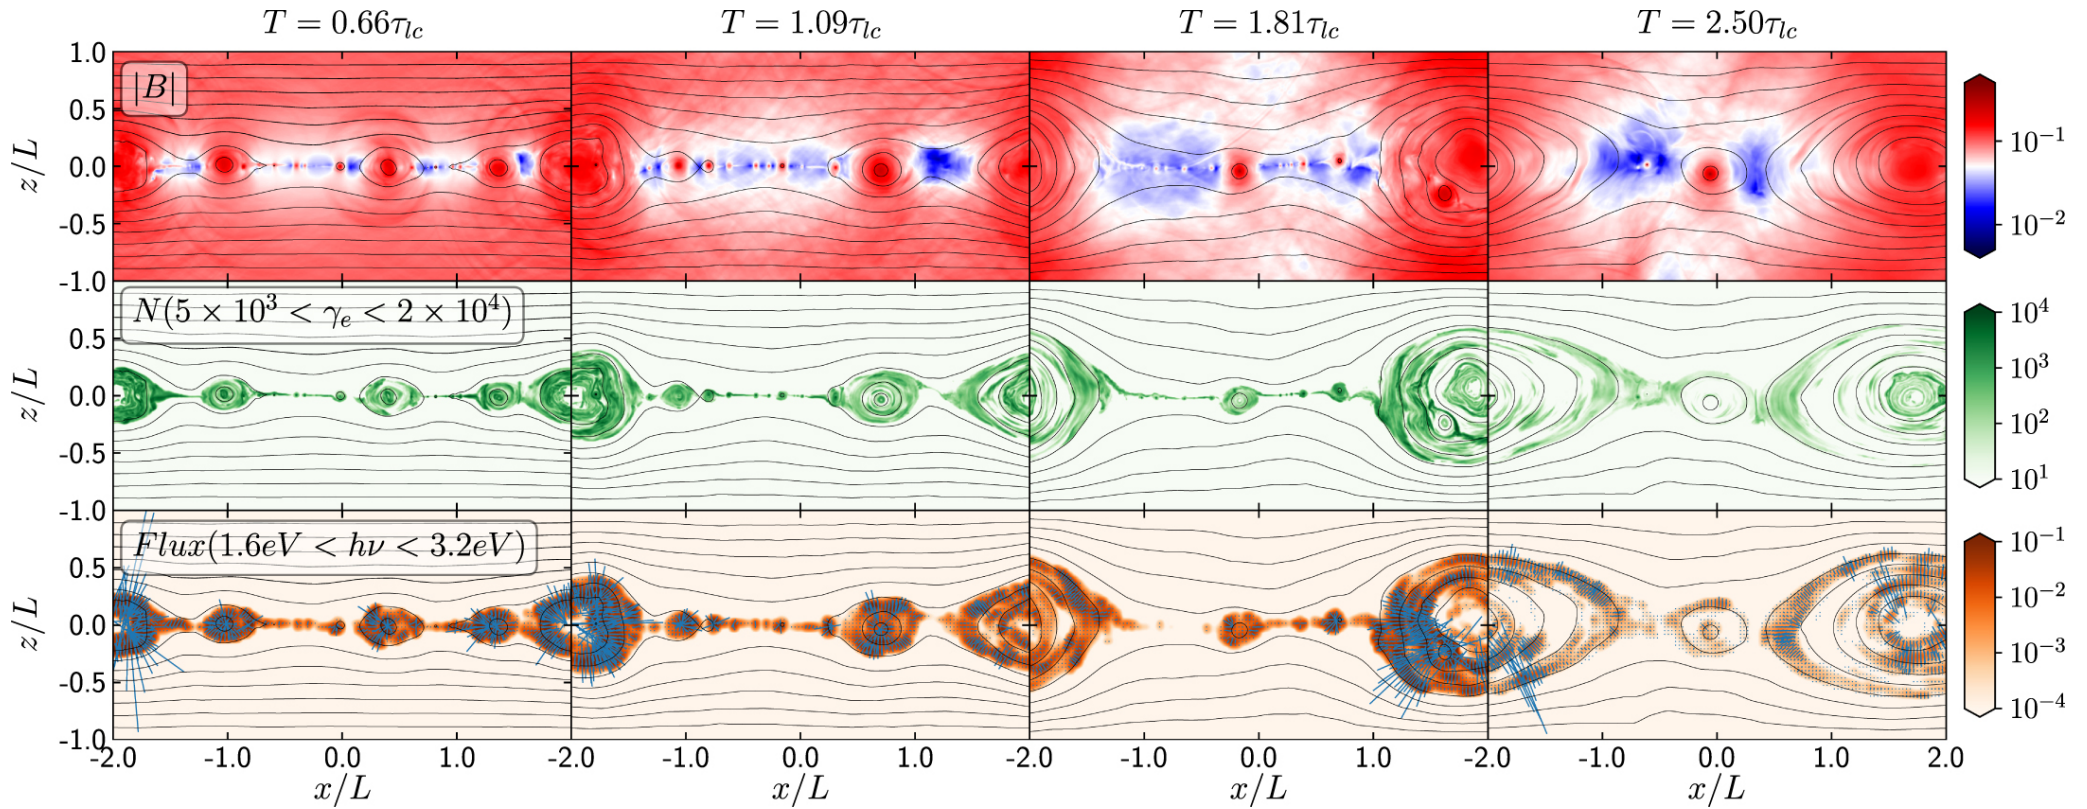 T = 0.66τ_lc T = 1.09τ_lc T = 1.81τ_lc T = 2.50τ_lc
1.0
|B|
0.5
z/L
0.0
-0.5
-1.0
10^-1
10^-2
N(5 × 10^3 < γ_e < 2 × 10^4)
0.5
z/L
0.0
-0.5
-1.0
10^4
10^3
10^2
10^1
Flux(1.6eV < hν < 3.2eV)
0.5
z/L
0.0
-0.5
-1.0
10^-1
10^-2
10^-3
10^-4
-2.0 -1.0 0.0 1.0 -2.0 -1.0 0.0 1.0 -2.0 -1.0 0.0 1.0 -2.0 -1.0 0.0 1.0 2.0
x/L x/L x/L x/L